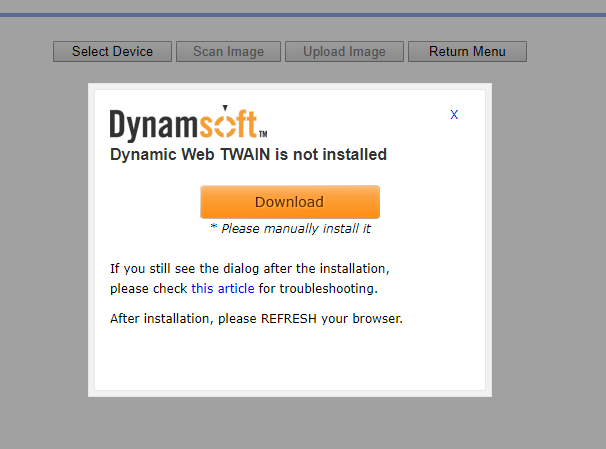 Select Device Scan Image Upload Image Return Menu
X
Dynamsoft™
Dynamic Web TWAIN is not installed
Download
* Please manually install it
If you still see the dialog after the installation,
please check this article for troubleshooting.
After installation, please REFRESH your browser.